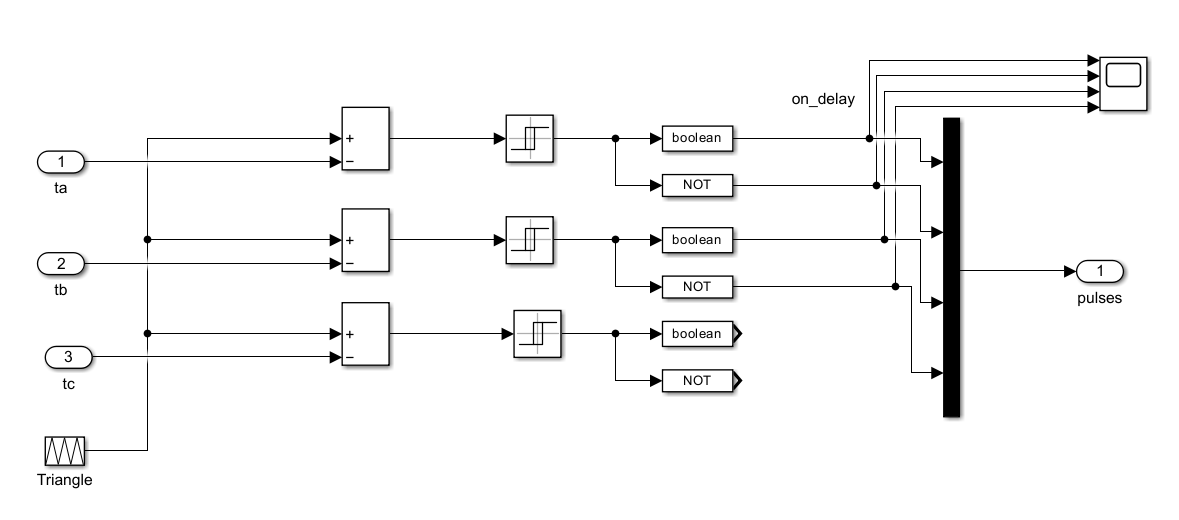 on_delay
+
boolean
1
−
ta
NOT
+
boolean
2
−
tb
1
NOT
pulses
+
boolean
3
−
tc
NOT
Triangle